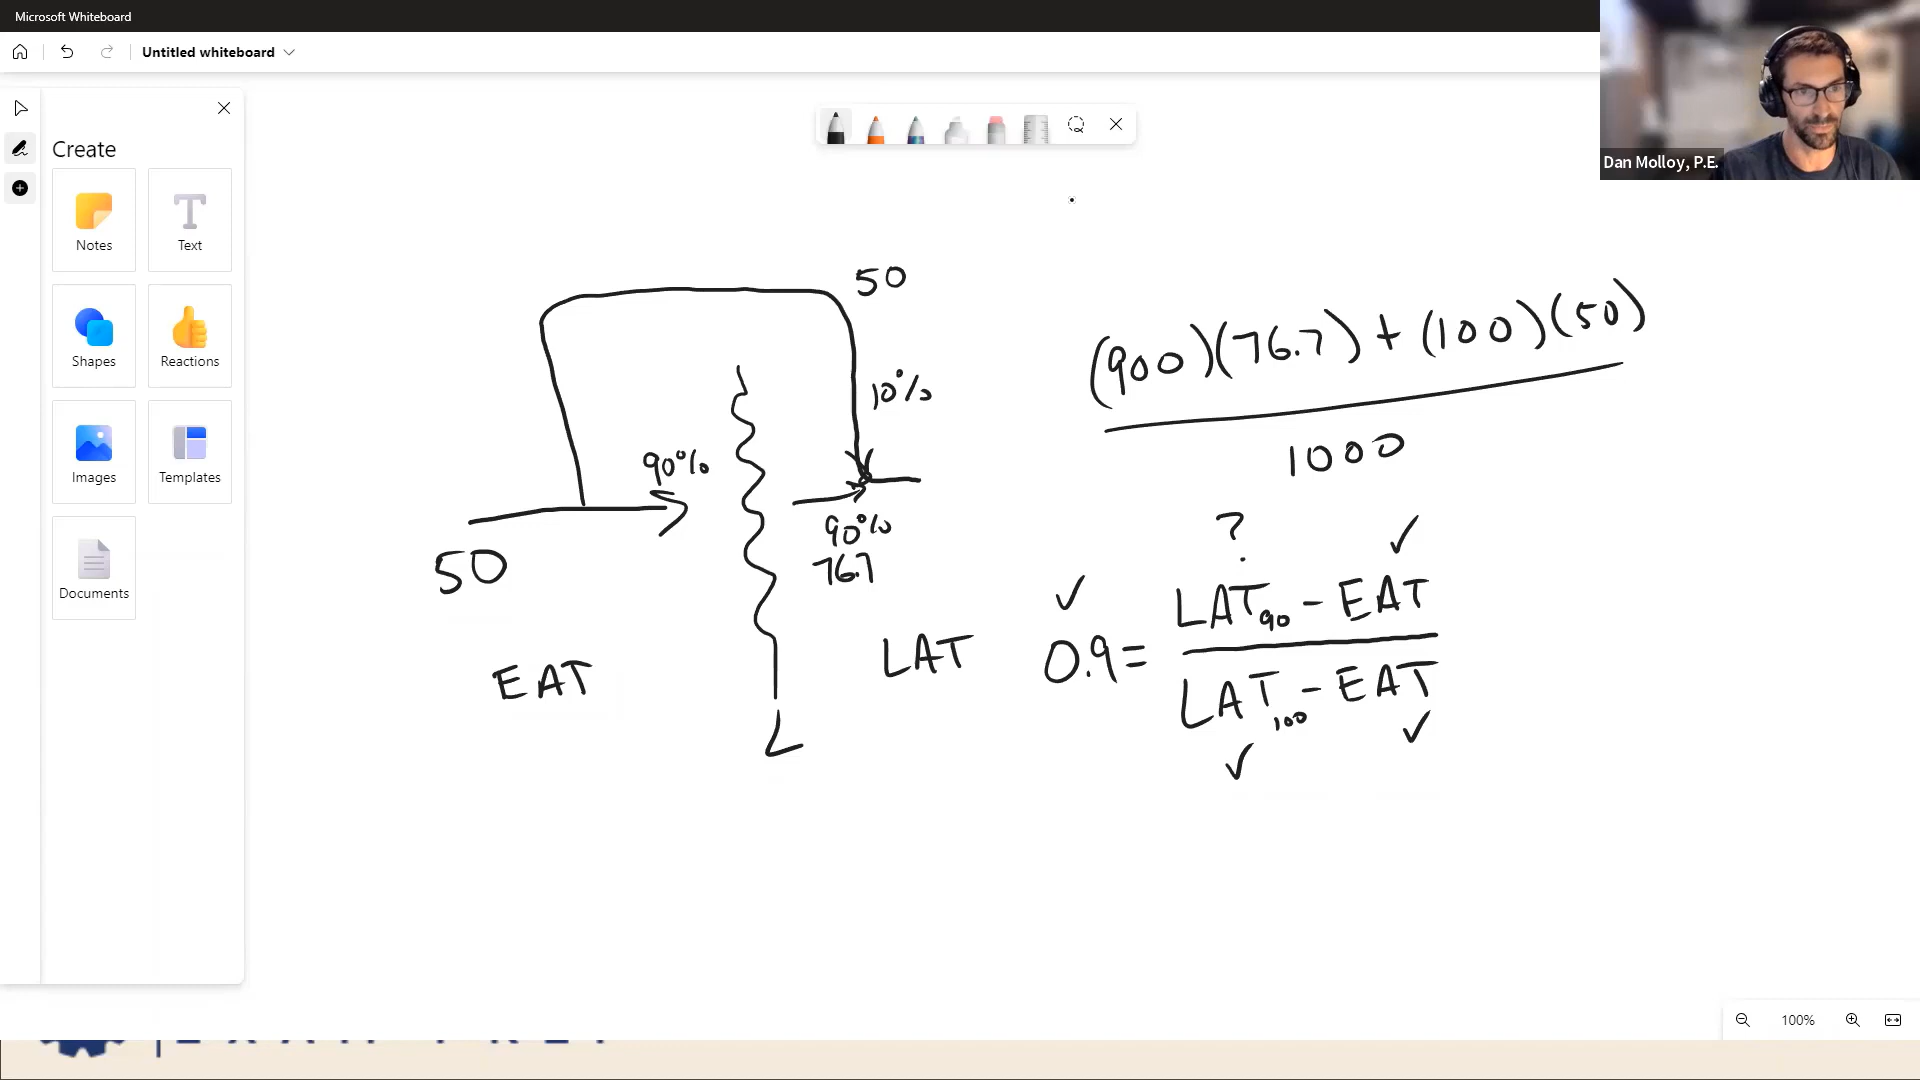 Microsoft Whiteboard
Untitled whiteboard
Dan Molloy, P.E.
Create
Notes
Text
Shapes
Reactions
Images
Templates
Documents
50
10%
90%
50
90%
76.7
EAT
LAT
(900)(76.7) + (100)(50)
1000
?
✓ ✓
0.9 = LAT90 - EAT
LAT100 - EAT
✓ ✓
100%